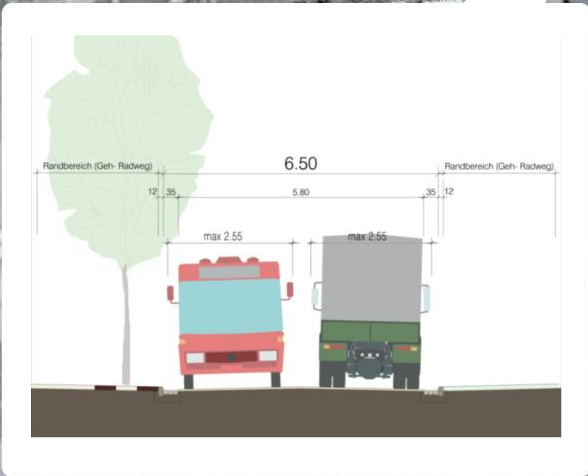 6.50
Randbereich (Geh- Radweg)
Randbereich (Geh- Radweg)
12
35
5.80
35
12
max 2.55
max 2.55